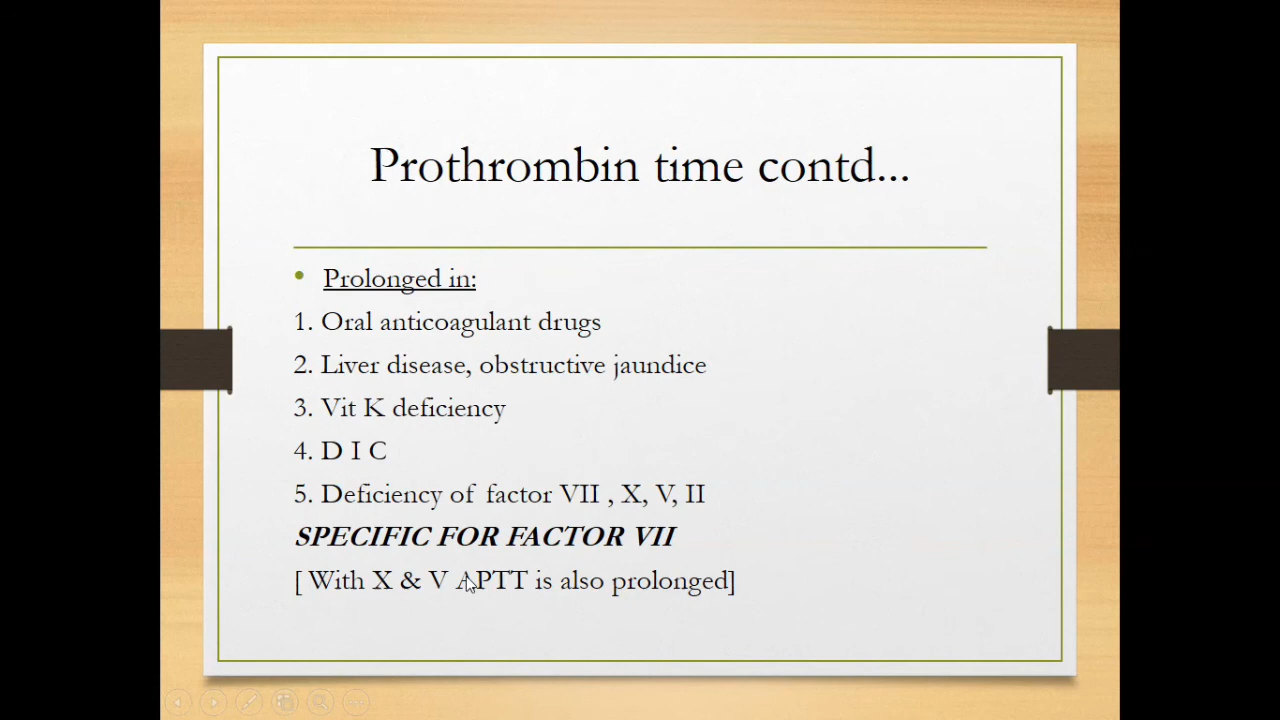 Prothrombin time contd...
• Prolonged in:
1. Oral anticoagulant drugs
2. Liver disease, obstructive jaundice
3. Vit K deficiency
4. D I C
5. Deficiency of factor VII , X, V, II
SPECIFIC FOR FACTOR VII
[ With X & V APTT is also prolonged]